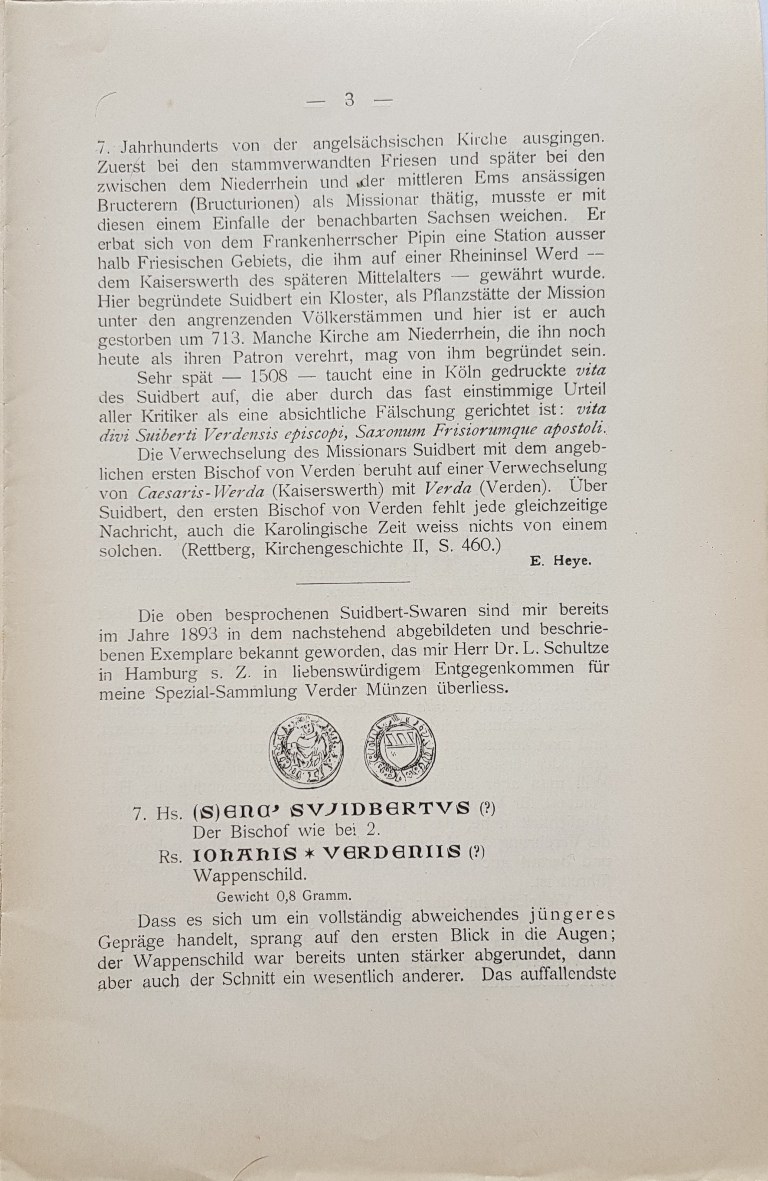 — 3 —
7. Jahrhunderts von der angelsächsischen Kirche ausgingen.
Zuerst bei den stammverwandten Friesen und später bei den
zwischen dem Niederrhein und der mittleren Ems ansässigen
Bructerern (Bructurionen) als Missionar thätig, musste er mit
diesen einem Einfalle der benachbarten Sachsen weichen. Er
erbat sich von dem Frankenherrscher Pipin eine Station ausser
halb Friesischen Gebiets, die ihm auf einer Rheininsel Werd —
dem Kaiserswerth des späteren Mittelalters — gewährt wurde.
Hier begründete Suidbert ein Kloster, als Pflanzstätte der Mission
unter den angrenzenden Völkerstämmen und hier ist er auch
gestorben um 713. Manche Kirche am Niederrhein, die ihn noch
heute als ihren Patron verehrt, mag von ihm begründet sein.
Sehr spät — 1508 — taucht eine in Köln gedruckte vita
des Suidbert auf, die aber durch das fast einstimmige Urteil
aller Kritiker als eine absichtliche Fälschung gerichtet ist: vita
divi Suiberti Verdensis episcopi, Saxonum Frisiorumque apostoli.
Die Verwechselung des Missionars Suidbert mit dem angeb-
lichen ersten Bischof von Verden beruht auf einer Verwechselung
von Caesaris-Werda (Kaiserswerth) mit Verda (Verden). Über
Suidbert, den ersten Bischof von Verden fehlt jede gleichzeitige
Nachricht, auch die Karolingische Zeit weiss nichts von einem
solchen. (Rettberg, Kirchengeschichte II, S. 460.)
E. Heye.
Die oben besprochenen Suidbert-Swaren sind mir bereits
im Jahre 1893 in dem nachstehend abgebildeten und beschrie-
benen Exemplare bekannt geworden, das mir Herr Dr. L. Schultze
in Hamburg s. Z. in liebenswürdigem Entgegenkommen für
meine Spezial-Sammlung Verder Münzen überliess.
7. Hs. (S)ENC’ SVJIDBERTVS (?)
Der Bischof wie bei 2.
Rs. IOhAhIS ✶ VERDENIIS (?)
Wappenschild.
Gewicht 0,8 Gramm.
Dass es sich um ein vollständig abweichendes jüngeres
Gepräge handelt, sprang auf den ersten Blick in die Augen;
der Wappenschild war bereits unten stärker abgerundet, dann
aber auch der Schnitt ein wesentlich anderer. Das auffallendste